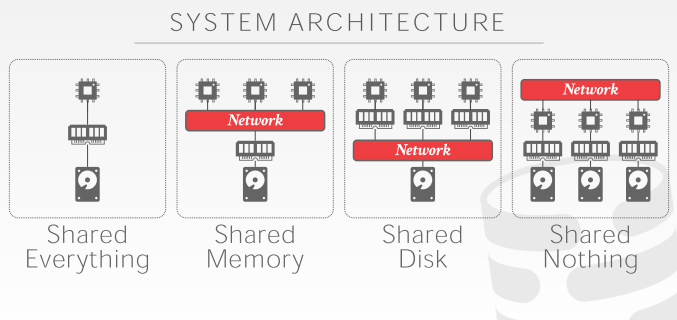 SYSTEM ARCHITECTURE
Network
Network
Network
Shared
Everything
Shared
Memory
Shared
Disk
Shared
Nothing